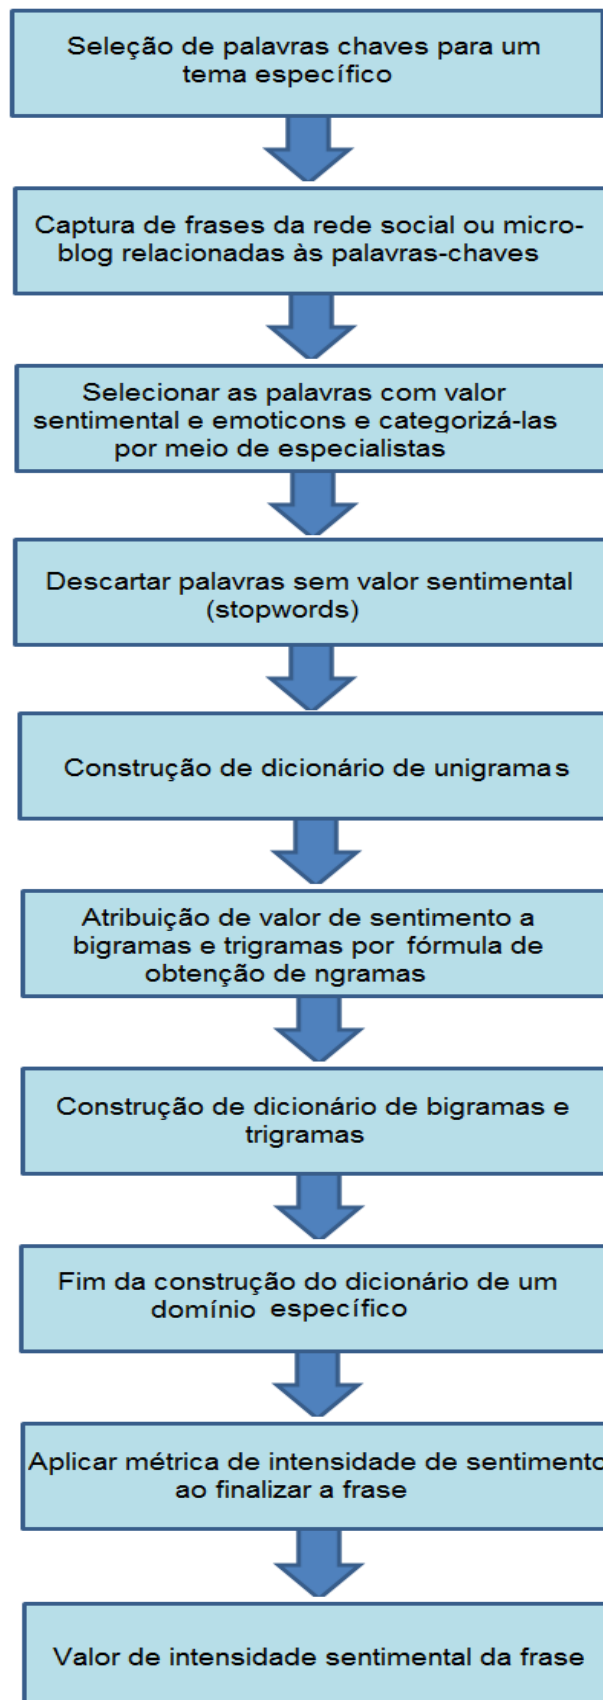 Seleção de palavras chaves para um
tema específico
Captura de frases da rede social ou micro-
blog relacionadas às palavras-chaves
Selecionar as palavras com valor
sentimental e emoticons e categorizá-las
por meio de especialistas
Descartar palavras sem valor sentimental
(stopwords)
Construção de dicionário de unigramas
Atribuição de valor de sentimento a
bigramas e trigramas por fórmula de
obtenção de ngramas
Construção de dicionário de bigramas e
trigramas
Fim da construção do dicionário de um
domínio específico
Aplicar métrica de intensidade de sentimento
ao finalizar a frase
Valor de intensidade sentimental da frase